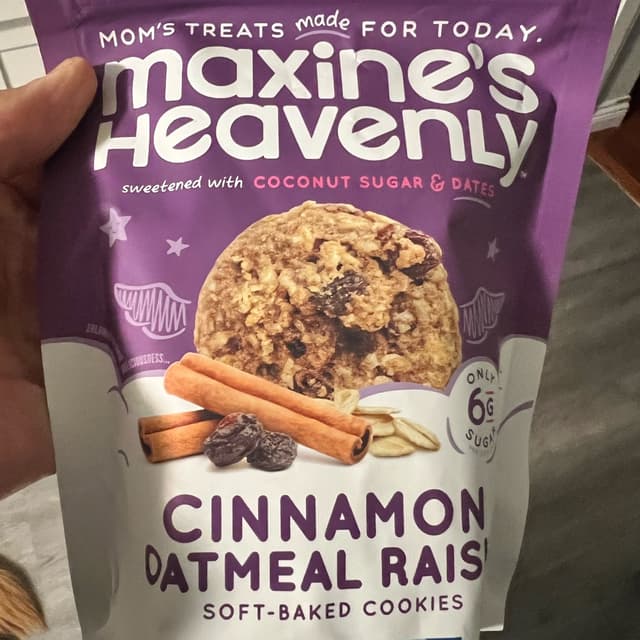 MOM'S TREATS made FOR TODAY.
maxine's
Heavenly
sweetened with COCONUT SUGAR & DATES
ONLY
6G
SUGA
CINNAMON
OATMEAL RAIS
SOFT-BAKED COOKIES